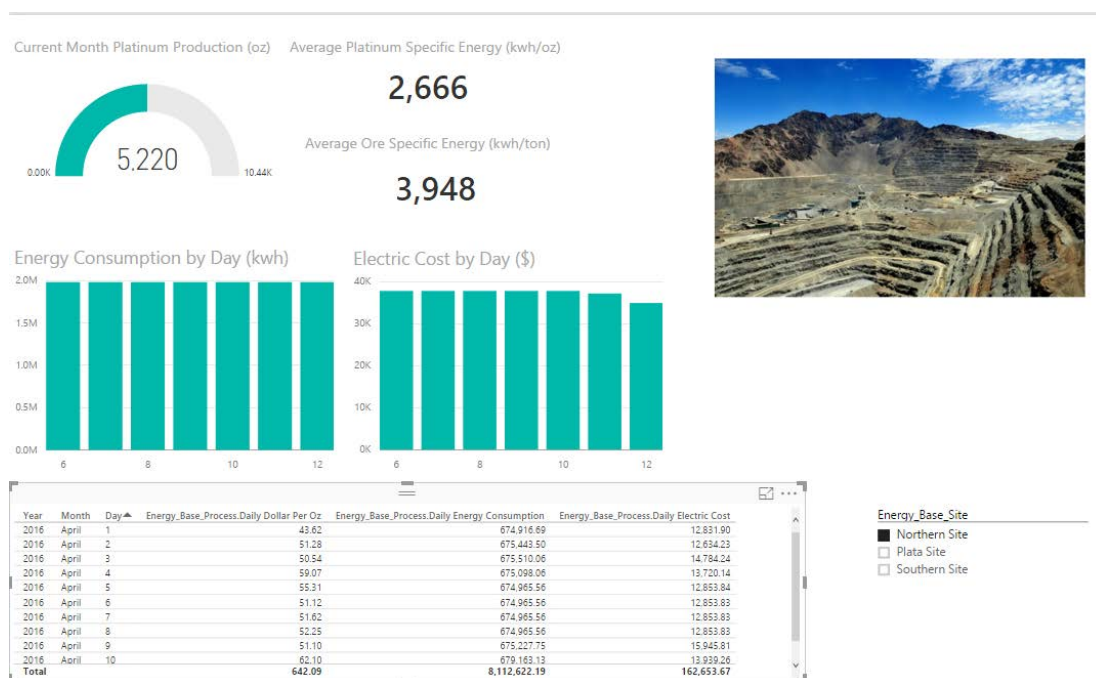 Current Month Platinum Production (oz) Average Platinum Specific Energy (kwh/oz)
2,666
5,220
0.00K 10.44K
Average Ore Specific Energy (kwh/ton)
3,948
Energy Consumption by Day (kwh)
2.0M
1.5M
1.0M
0.5M
0.0M
6 8 10 12
Electric Cost by Day ($)
40K
30K
20K
10K
0K
6 8 10 12
Year Month Day Energy_Base_Process.Daily Dollar Per Oz Energy_Base_Process.Daily Energy Consumption Energy_Base_Process.Daily Electric Cost
2016 April 1 43.62 674,916.69 12,831.90
2016 April 2 51.28 675,443.50 12,634.23
2016 April 3 50.54 675,510.06 14,784.24
2016 April 4 59.07 675,098.06 13,720.14
2016 April 5 55.31 674,965.56 12,853.84
2016 April 6 51.12 674,965.56 12,853.83
2016 April 7 51.62 674,965.56 12,853.83
2016 April 8 52.25 674,965.56 12,853.83
2016 April 9 51.10 675,227.75 15,945.81
2016 April 10 62.10 679,163.13 13,939.26
Total 642.09 8,112,622.19 162,653.67
Energy_Base_Site
Northern Site
Plata Site
Southern Site